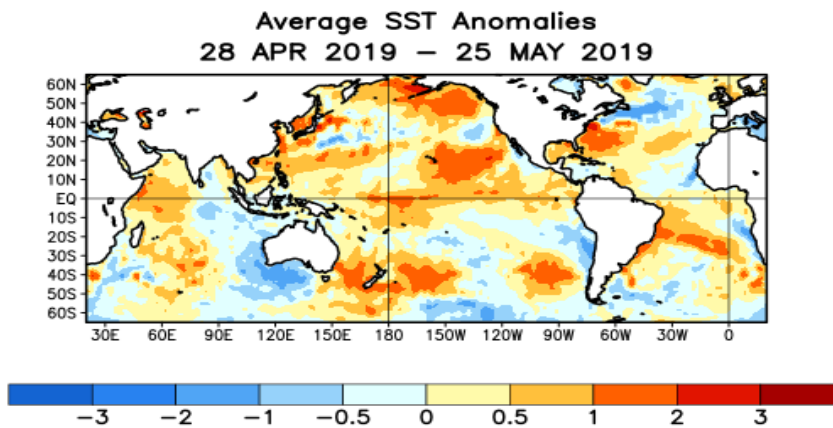 Average SST Anomalies
28 APR 2019 – 25 MAY 2019
60N
50N
40N
30N
20N
10N
EQ
10S
20S
30S
40S
50S
60S
30E 60E 90E 120E 150E 180 150W 120W 90W 60W 30W 0
-3 -2 -1 -0.5 0 0.5 1 2 3